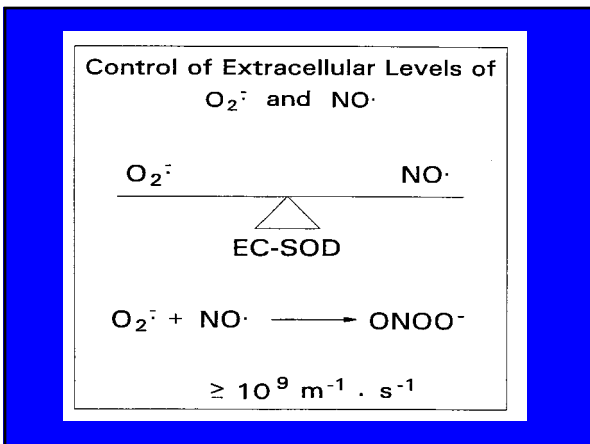 Control of Extracellular Levels of
O₂·⁻ and NO·
O₂·⁻ NO·
EC-SOD
O₂·⁻ + NO· ⟶ ONOO⁻
≥ 10⁹ m⁻¹ . s⁻¹